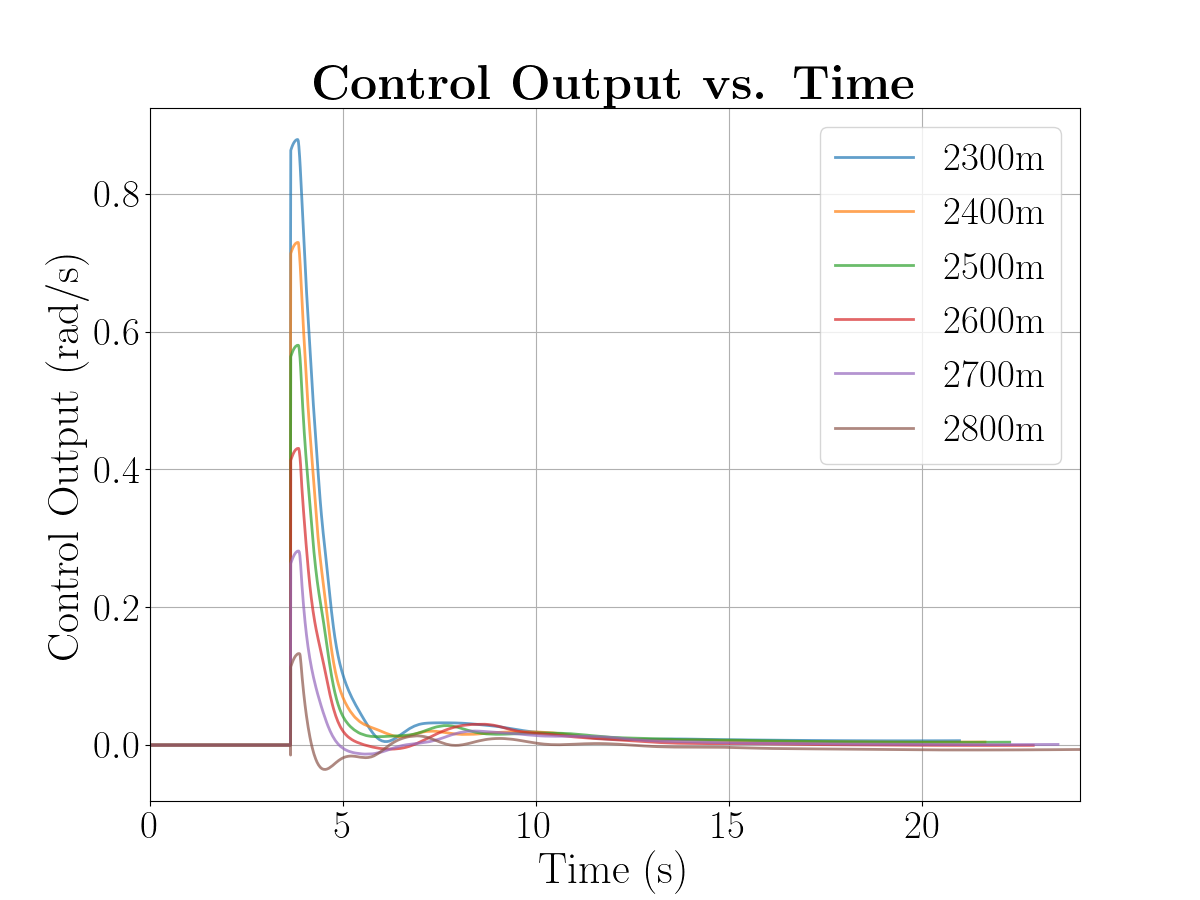 Control Output vs. Time
Control Output (rad/s)
0.8
0.6
0.4
0.2
0.0
0
5
10
15
20
Time (s)
2300m
2400m
2500m
2600m
2700m
2800m